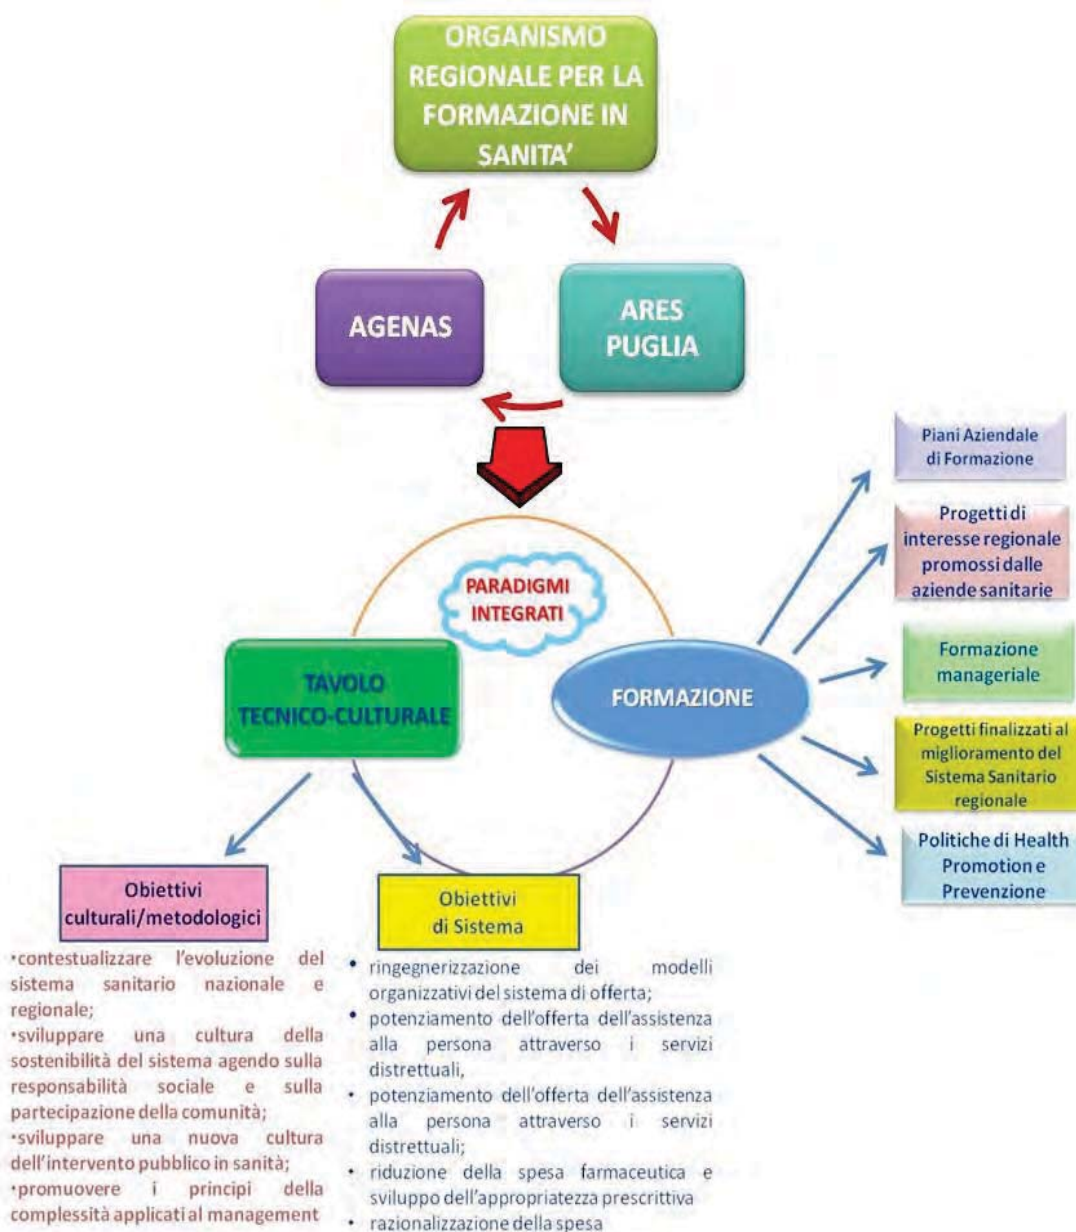 ORGANISMO
REGIONALE PER LA
FORMAZIONE IN
SANITA'
AGENAS
ARES
PUGLIA
PARADIGMI
INTEGRATI
TAVOLO
TECNICO-CULTURALE
FORMAZIONE
Piani Aziendale
di Formazione
Progetti di
interesse regionale
promossi dalle
aziende sanitarie
Formazione
manageriale
Progetti finalizzati al
miglioramento del
Sistema Sanitario
regionale
Politiche di Health
Promotion e
Prevenzione
Obiettivi
culturali/metodologici
•contestualizzare l'evoluzione del
sistema sanitario nazionale e
regionale;
•sviluppare una cultura della
sostenibilità del sistema agendo sulla
responsabilità sociale e sulla
partecipazione della comunità;
•sviluppare una nuova cultura
dell'intervento pubblico in sanità;
•promuovere i principi della
complessità applicati al management
Obiettivi
di Sistema
• ringegnerizzazione dei modelli
organizzativi del sistema di offerta;
• potenziamento dell'offerta dell'assistenza
alla persona attraverso i servizi
distrettuali,
• potenziamento dell'offerta dell'assistenza
alla persona attraverso i servizi
distrettuali;
• riduzione della spesa farmaceutica e
sviluppo dell'appropriatezza prescrittiva
• razionalizzazione della spesa